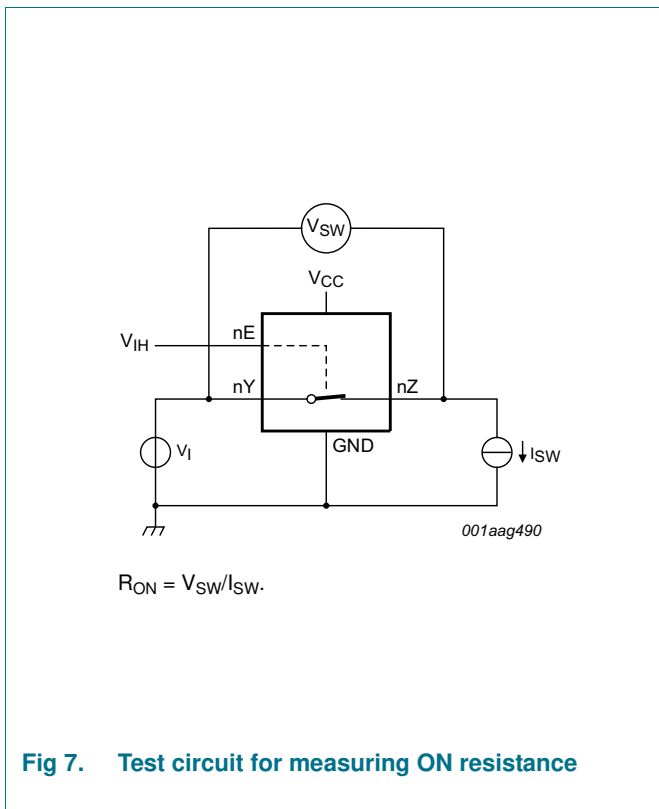 VSW
VCC
VIH
nE
nY
nZ
VI
GND
ISW
001aag490
RON = VSW/ISW.
Fig 7. Test circuit for measuring ON resistance